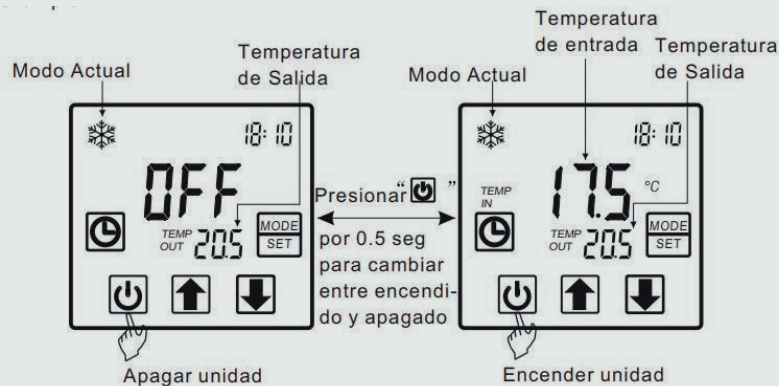 Temperatura
de Salida
Modo Actual
18:10
OFF
TEMP
OUT
20.5
MODE
SET
Apagar unidad
Presionar “ ”
por 0.5 seg
para cambiar
entre encendi-
do y apagado
Temperatura
de entrada
Temperatura
de Salida
Modo Actual
18:10
TEMP
IN
17.5
°C
TEMP
OUT
20.5
MODE
SET
Encender unidad